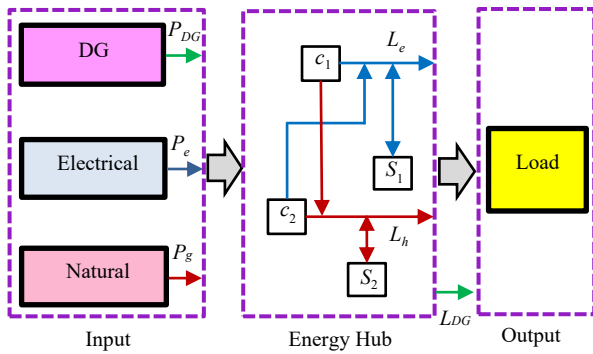 DG
P_DG
Electrical
P_e
Natural
P_g
Input
c_1
L_e
S_1
c_2
L_h
S_2
Energy Hub
L_DG
Load
Output